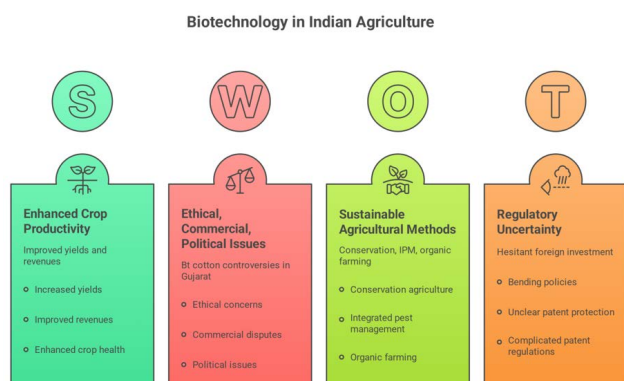 Biotechnology in Indian Agriculture
S
W
O
T
Enhanced Crop
Productivity
Improved yields and
revenues
Increased yields
Improved revenues
Enhanced crop health
Ethical,
Commercial,
Political Issues
Bt cotton controversies in
Gujarat
Ethical concerns
Commercial disputes
Political issues
Sustainable
Agricultural Methods
Conservation, IPM, organic
farming
Conservation agriculture
Integrated pest
management
Organic farming
Regulatory
Uncertainty
Hesitant foreign investment
Bending policies
Unclear patent protection
Complicated patent
regulations